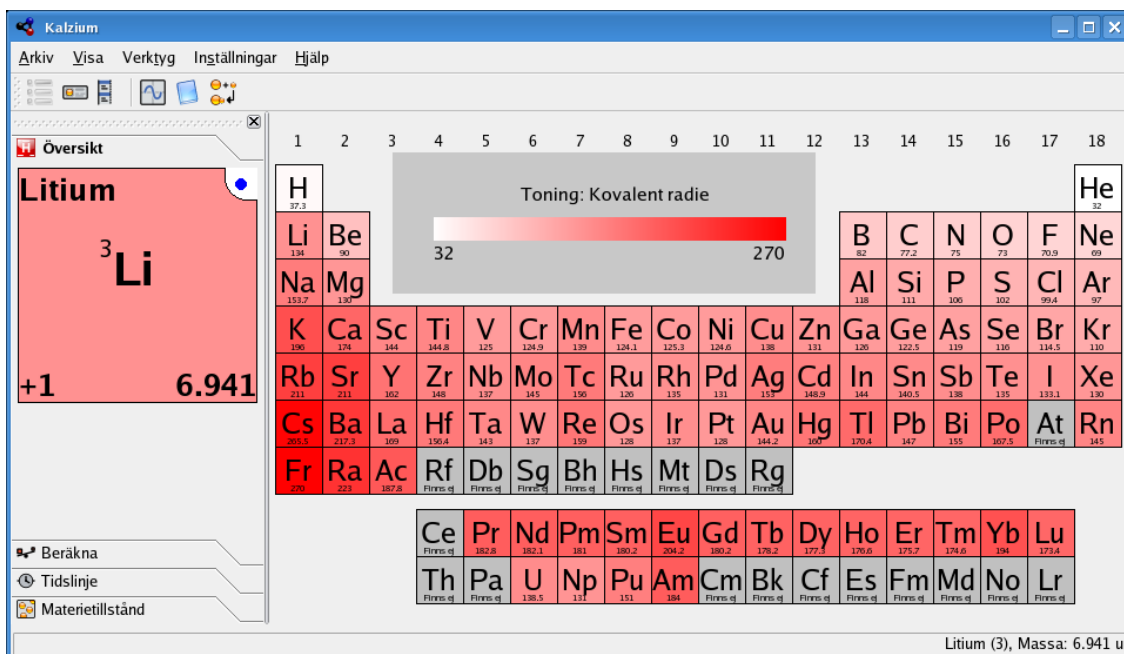 Kalzium
Arkiv Visa Verktyg Inställningar Hjälp
Översikt
Litium
3
Li
+1 6.941
Beräkna
Tidslinje
Materietillstånd
1 2 3 4 5 6 7 8 9 10 11 12 13 14 15 16 17 18
Toning: Kovalent radie
32 270
H He
37.3 32
Li Be B C N O F Ne
134 90 82 77.2 75 73 70.9 69
Na Mg Al Si P S Cl Ar
153.7 130 118 111 106 102 99.4 97
K Ca Sc Ti V Cr Mn Fe Co Ni Cu Zn Ga Ge As Se Br Kr
196 174 144 144.8 125 124.9 139 124.1 125.3 124.6 138 131 126 122.5 119 116 114.5 110
Rb Sr Y Zr Nb Mo Tc Ru Rh Pd Ag Cd In Sn Sb Te I Xe
211 211 162 148 137 145 156 126 135 131 153 148.9 144 140.5 138 135 133.1 130
Cs Ba La Hf Ta W Re Os Ir Pt Au Hg Tl Pb Bi Po At Rn
265.5 217.3 169 156.4 143 137 159 128 137 128 144.2 160 170.4 147 155 167.5 Finns ej 145
Fr Ra Ac Rf Db Sg Bh Hs Mt Ds Rg
270 223 187.8 Finns ej Finns ej Finns ej Finns ej Finns ej Finns ej Finns ej Finns ej
Ce Pr Nd Pm Sm Eu Gd Tb Dy Ho Er Tm Yb Lu
Finns ej 182.8 182.1 181 180.2 204.2 180.2 178.2 177.3 176.6 175.7 174.6 194 173.4
Th Pa U Np Pu Am Cm Bk Cf Es Fm Md No Lr
Finns ej Finns ej 138.5 131 151 184 Finns ej Finns ej Finns ej Finns ej Finns ej Finns ej Finns ej Finns ej
Litium (3), Massa: 6.941 u